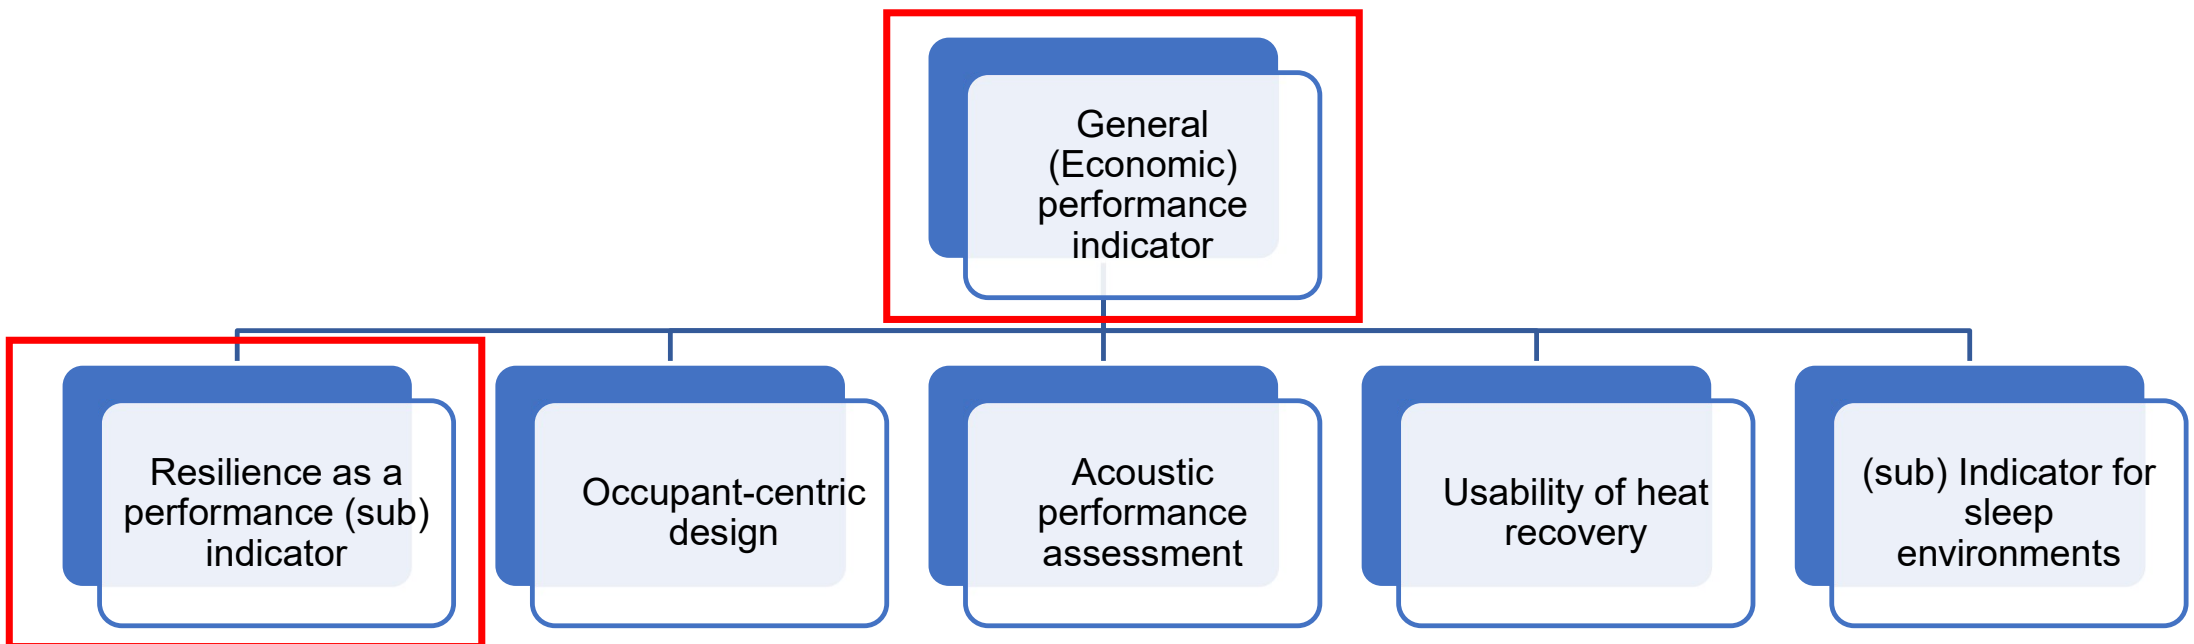 General
(Economic)
performance
indicator
Resilience as a
performance (sub)
indicator
Occupant-centric
design
Acoustic
performance
assessment
Usability of heat
recovery
(sub) Indicator for
sleep
environments